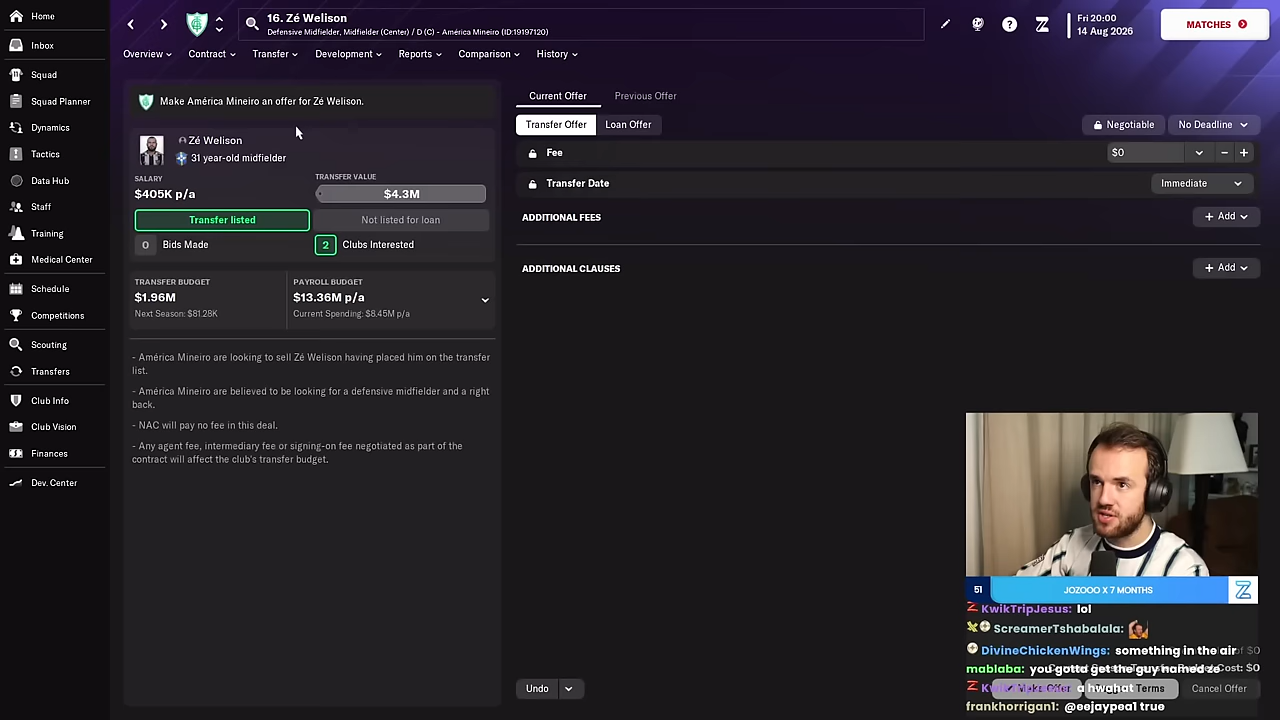 Home
Inbox
Squad
Squad Planner
Dynamics
Tactics
Data Hub
Staff
Training
Medical Center
Schedule
Competitions
Scouting
Transfers
Club Info
Club Vision
Finances
Dev. Center
16. Zé Welison
Defensive Midfielder, Midfielder (Center) / D (C) - América Mineiro (ID:19197120)
Fri 20:00
14 Aug 2026
MATCHES
Overview
Contract
Transfer
Development
Reports
Comparison
History
Make América Mineiro an offer for Zé Welison.
Zé Welison
31 year-old midfielder
SALARY
$405K p/a
TRANSFER VALUE
$4.3M
Transfer listed
Not listed for loan
0 Bids Made
2 Clubs Interested
TRANSFER BUDGET
$1.96M
Next Season: $81.28K
PAYROLL BUDGET
$13.36M p/a
Current Spending: $8.45M p/a
- América Mineiro are looking to sell Zé Welison having placed him on the transfer
list.
- América Mineiro are believed to be looking for a defensive midfielder and a right
back.
- NAC will pay no fee in this deal.
- Any agent fee, intermediary fee or signing-on fee negotiated as part of the
contract will affect the club's transfer budget.
Current Offer
Previous Offer
Transfer Offer
Loan Offer
Negotiable
No Deadline
Fee
$0
Transfer Date
Immediate
ADDITIONAL FEES
+ Add
ADDITIONAL CLAUSES
+ Add
51
JOZOOO X 7 MONTHS
Z
KwikTripJesus: lol
ScreamerTshabalala:
DivineChickenWings: something in the air
of $0
mablaba: you gotta get the guy named
Cost: $0
a hwhat
Terms
frankhorrigan1: @eejaypea1 true
Undo
Cancel Offer